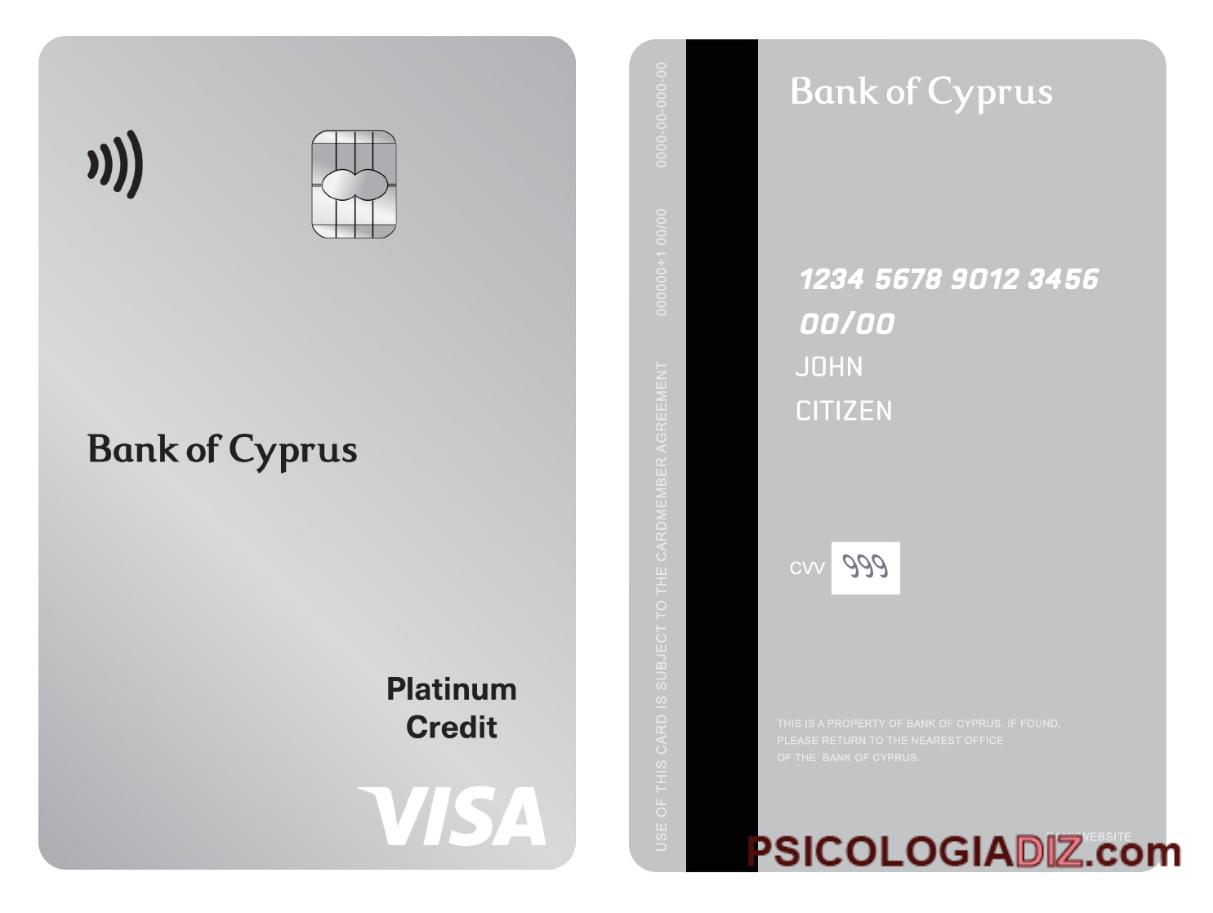 Bank of Cyprus
Platinum
Credit
VISA
Bank of Cyprus
1234 5678 9012 3456
00/00
JOHN
CITIZEN
CVV 999
THIS IS A PROPERTY OF BANK OF CYPRUS. IF FOUND,
PLEASE RETURN TO THE NEAREST OFFICE
OF THE BANK OF CYPRUS.
USE OF THIS CARD IS SUBJECT TO THE CARDMEMBER AGREEMENT 000000+1 00/00 0000-00-000-00
PSICOLOGIADIZ.com